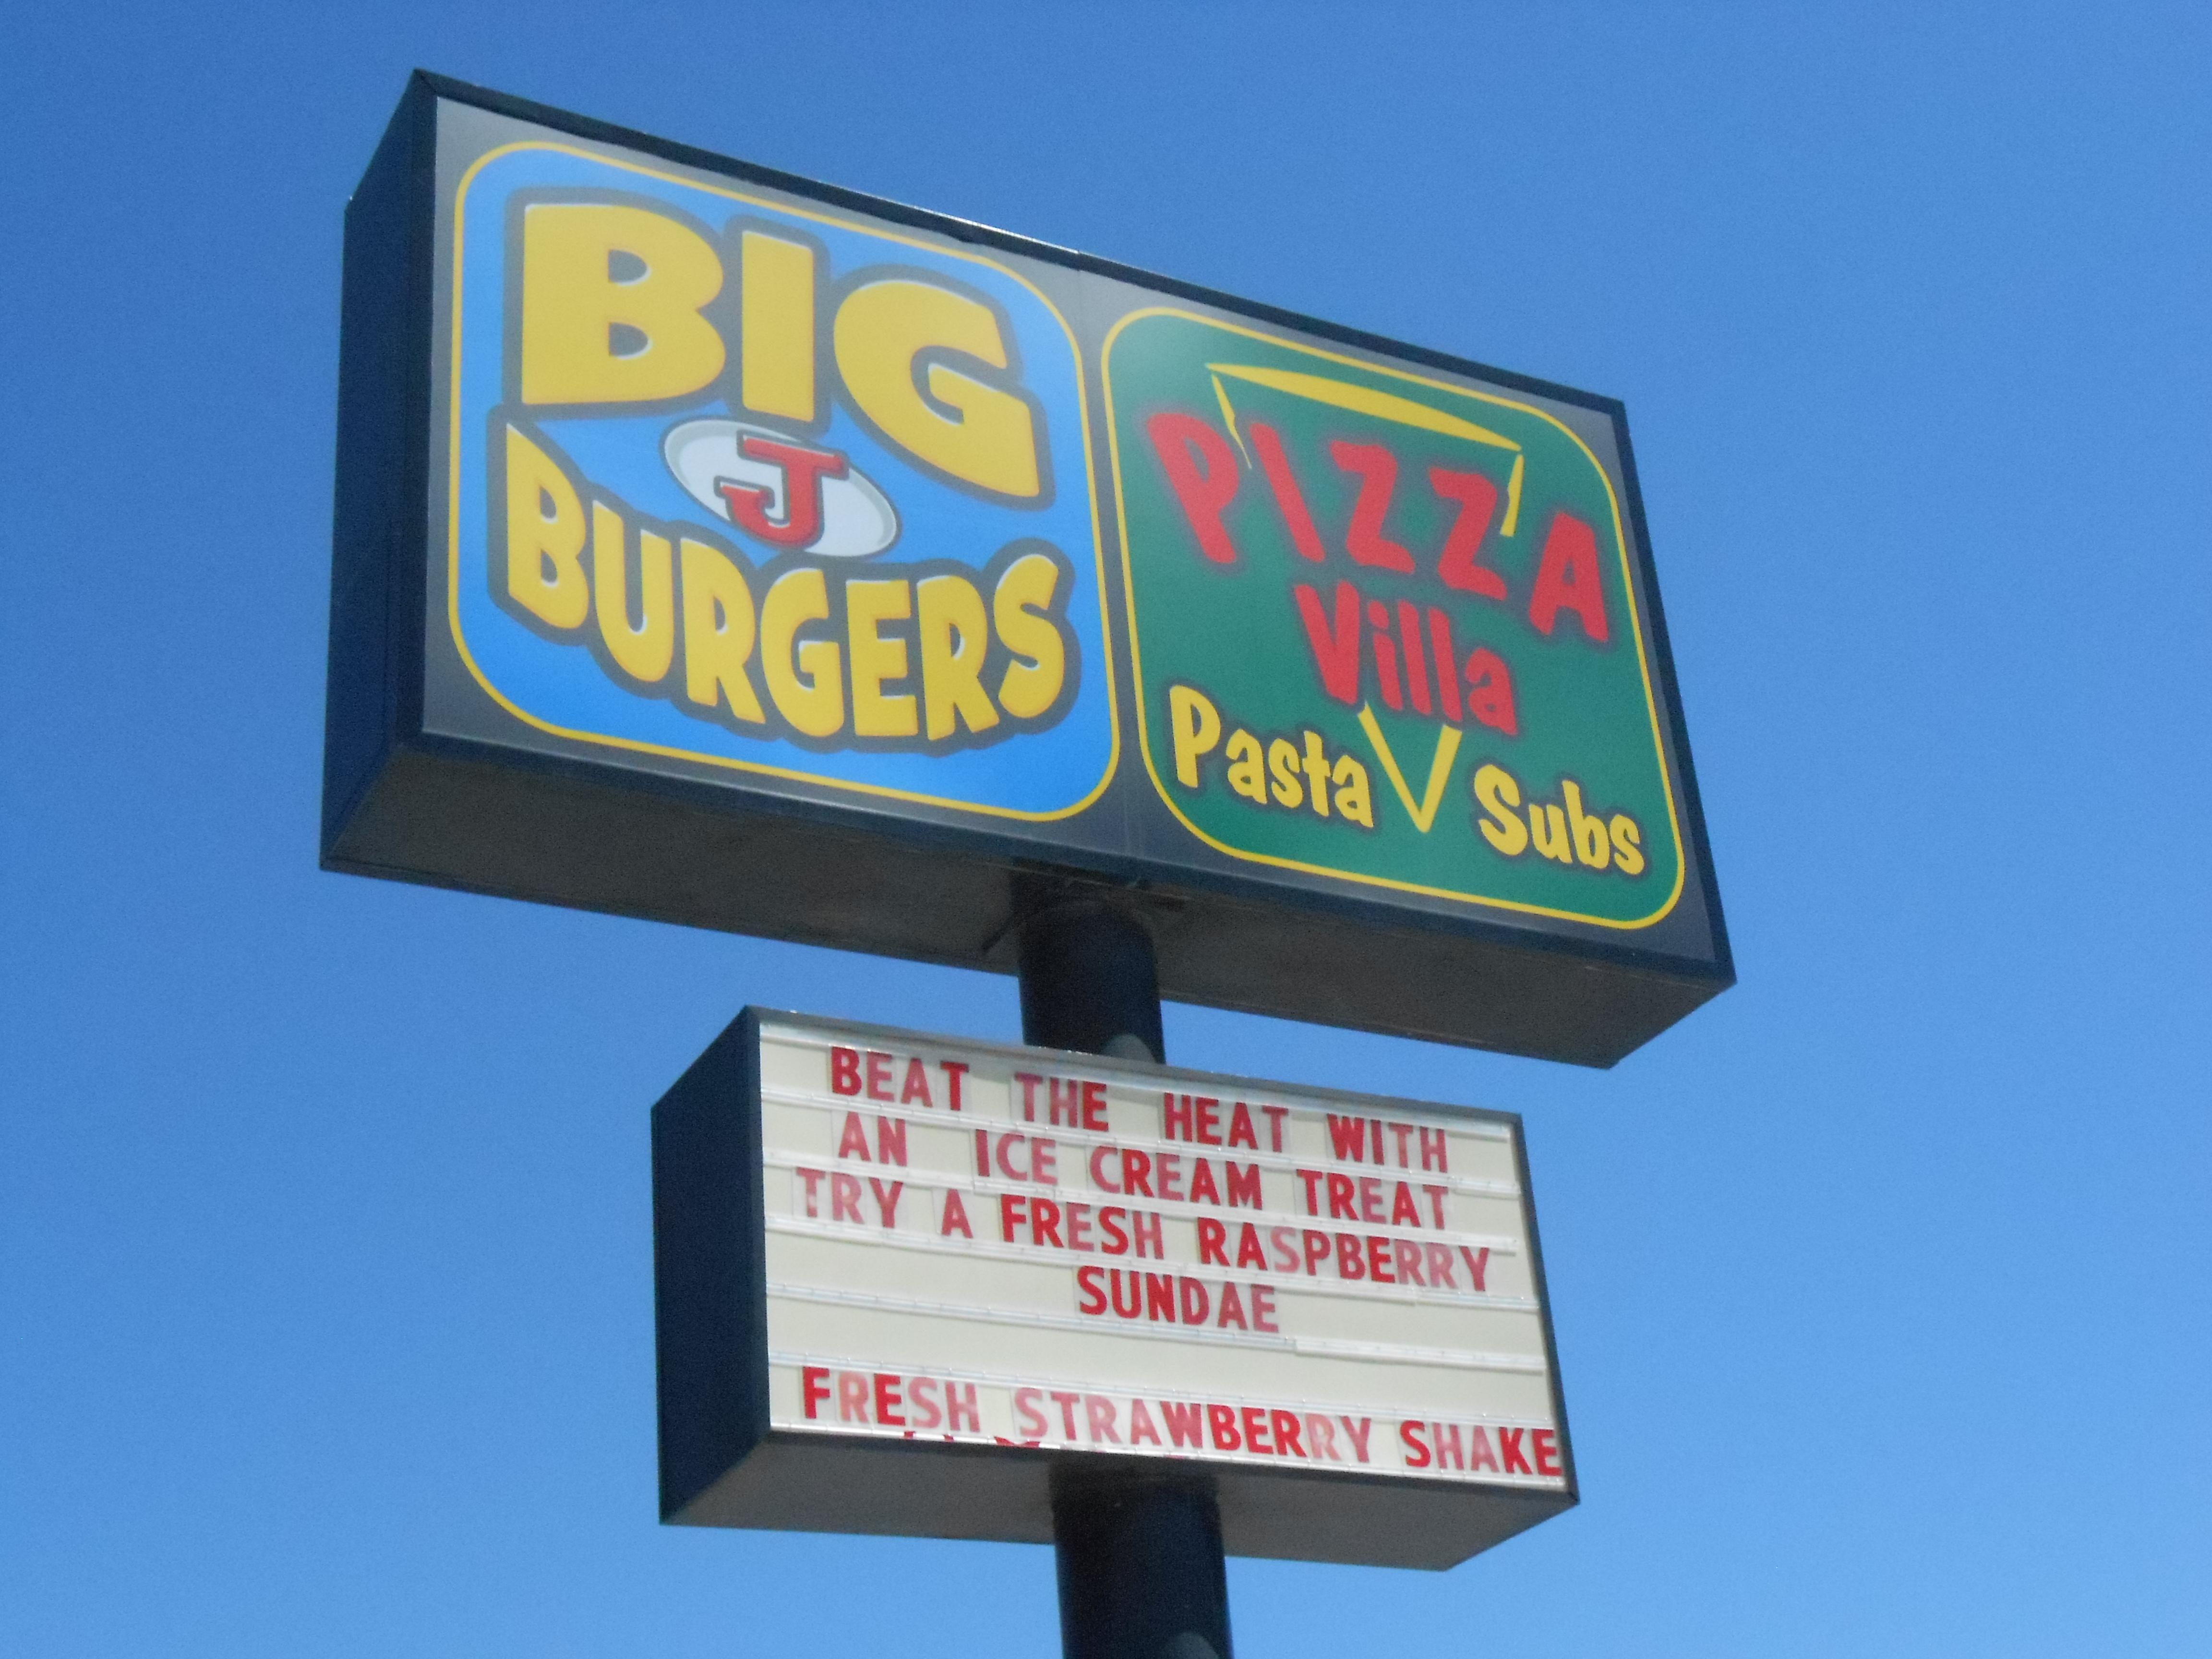 BIG
J
BURGERS
PIZZA
Villa
Pasta Subs
BEAT THE HEAT WITH
AN ICE CREAM TREAT
TRY A FRESH RASPBERRY
SUNDAE
FRESH STRAWBERRY SHAKE